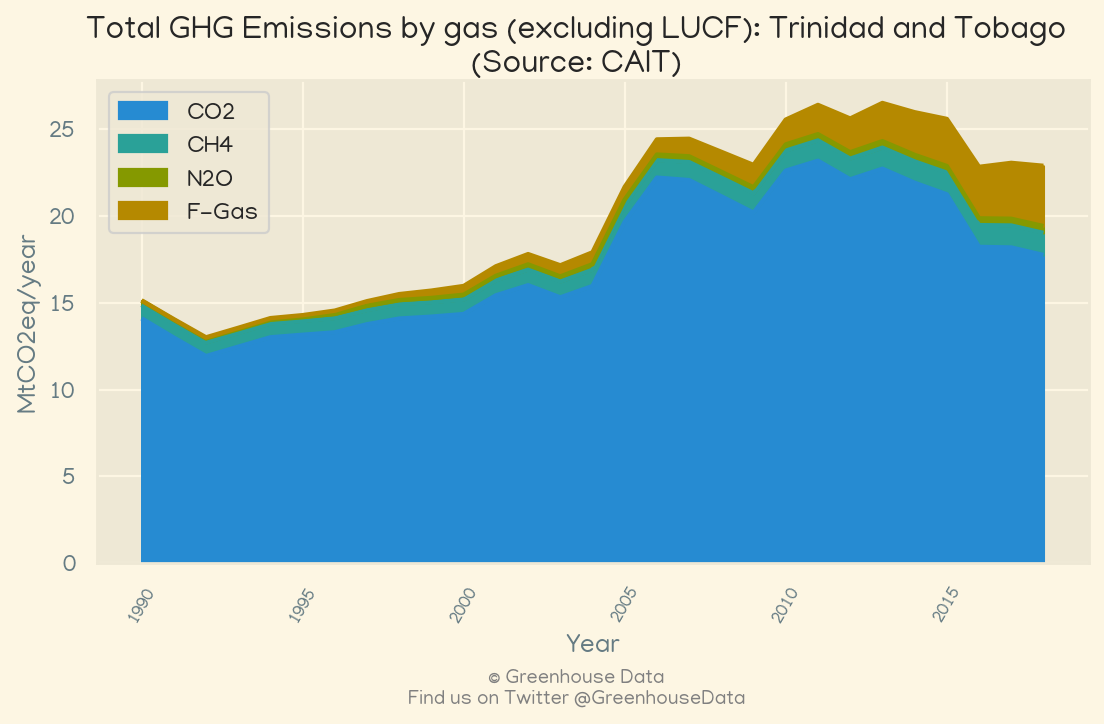 Total GHG Emissions by gas (excluding LUCF): Trinidad and Tobago
(Source: CAIT)
CO2
CH4
N2O
F-Gas
MtCO2eq/year
25
20
15
10
5
0
1990
1995
2000
2005
2010
2015
Year
© Greenhouse Data
Find us on Twitter @GreenhouseData